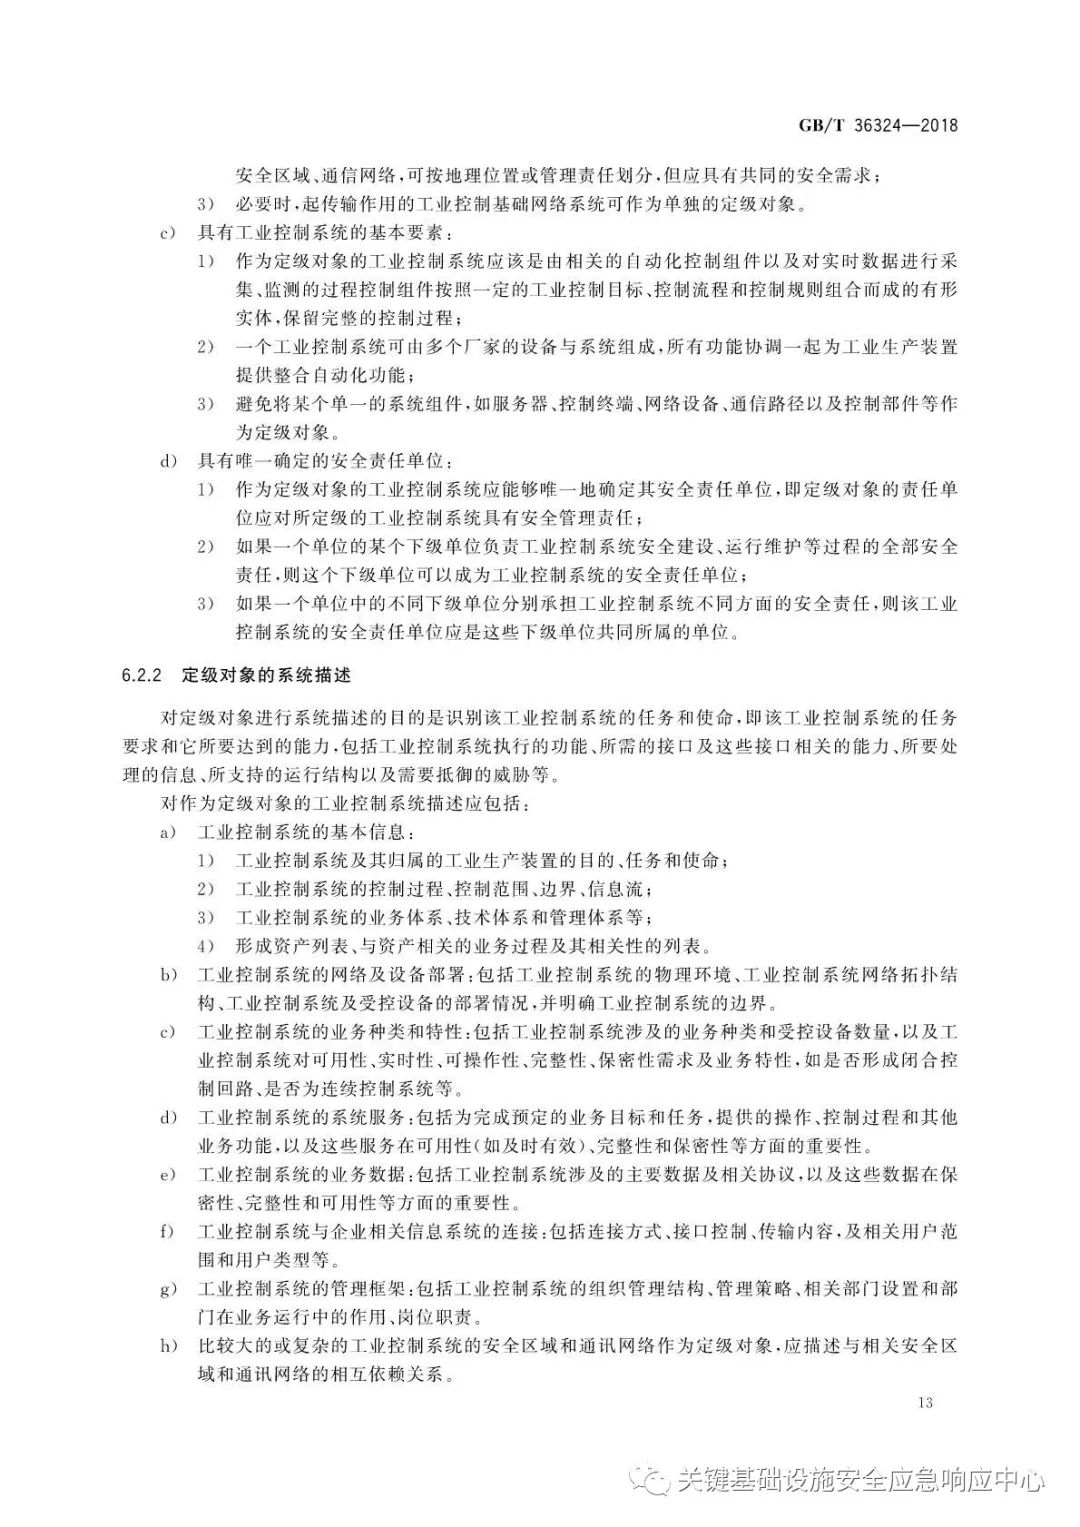 GB/T 36324—2018
安全区域、通信网络,可按地理位置或管理责任划分,但应具有共同的安全需求;
3) 必要时,起传输作用的工业控制基础网络系统可作为单独的定级对象。
c) 具有工业控制系统的基本要素:
1) 作为定级对象的工业控制系统应该是由相关的自动化控制组件以及对实时数据进行采
集、监测的过程控制组件按照一定的工业控制目标、控制流程和控制规则组合而成的有形
实体,保留完整的控制过程;
2) 一个工业控制系统可由多个厂家的设备与系统组成,所有功能协调一起为工业生产装置
提供整合自动化功能;
3) 避免将某个单一的系统组件,如服务器、控制终端、网络设备、通信路径以及控制部件等作
为定级对象。
d) 具有唯一确定的安全责任单位:
1) 作为定级对象的工业控制系统应能够唯一地确定其安全责任单位,即定级对象的责任单
位应对所定级的工业控制系统具有安全管理责任;
2) 如果一个单位的某个下级单位负责工业控制系统安全建设、运行维护等过程的全部安全
责任,则这个下级单位可以成为工业控制系统的安全责任单位;
3) 如果一个单位中的不同下级单位分别承担工业控制系统不同方面的安全责任,则该工业
控制系统的安全责任单位应是这些下级单位共同所属的单位。
6.2.2 定级对象的系统描述
对定级对象进行系统描述的目的是识别该工业控制系统的任务和使命,即该工业控制系统的任务
要求和它所要达到的能力,包括工业控制系统执行的功能、所需的接口及这些接口相关的能力、所要处
理的信息、所支持的运行结构以及需要抵御的威胁等。
对作为定级对象的工业控制系统描述应包括:
a) 工业控制系统的基本信息:
1) 工业控制系统及其归属的工业生产装置的目的、任务和使命;
2) 工业控制系统的控制过程、控制范围、边界、信息流;
3) 工业控制系统的业务体系、技术体系和管理体系等;
4) 形成资产列表、与资产相关的业务过程及其相关性的列表。
b) 工业控制系统的网络及设备部署:包括工业控制系统的物理环境、工业控制系统网络拓扑结
构、工业控制系统及受控设备的部署情况,并明确工业控制系统的边界。
c) 工业控制系统的业务种类和特性:包括工业控制系统涉及的业务种类和受控设备数量,以及工
业控制系统对可用性、实时性、可操作性、完整性、保密性需求及业务特性,如是否形成闭合控
制回路、是否为连续控制系统等。
d) 工业控制系统的系统服务:包括为完成预定的业务目标和任务,提供的操作、控制过程和其他
业务功能,以及这些服务在可用性(如及时有效)、完整性和保密性等方面的重要性。
e) 工业控制系统的业务数据:包括工业控制系统涉及的主要数据及相关协议,以及这些数据在保
密性、完整性和可用性等方面的重要性。
f) 工业控制系统与企业相关信息系统的连接:包括连接方式、接口控制、传输内容,及相关用户范
围和用户类型等。
g) 工业控制系统的管理框架:包括工业控制系统的组织管理结构、管理策略、相关部门设置和部
门在业务运行中的作用、岗位职责。
h) 比较大的或复杂的工业控制系统的安全区域和通讯网络作为定级对象,应描述与相关安全区
域和通讯网络的相互依赖关系。
13
关键基础设施安全应急响应中心